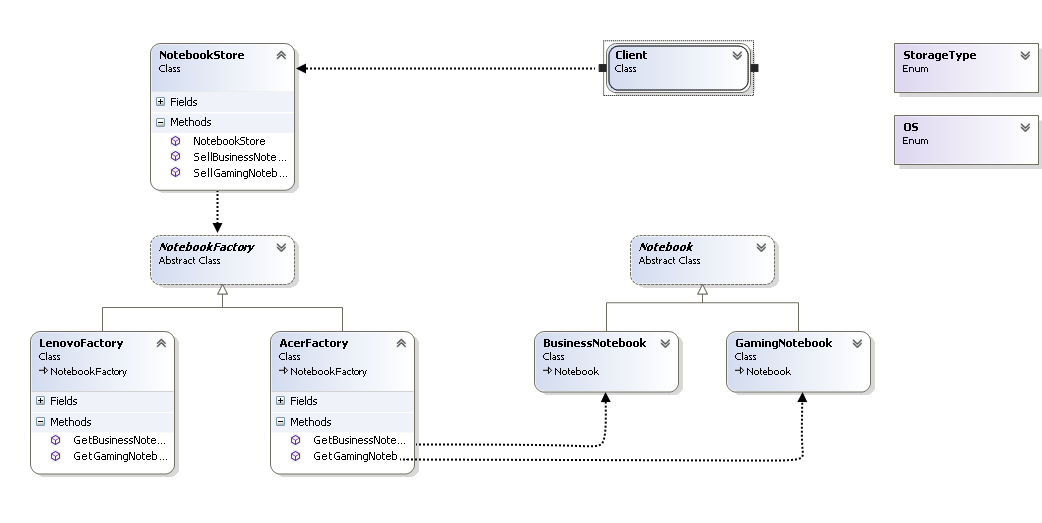 NotebookStore
Class
Fields
Methods
NotebookStore
SellBusinessNote...
SellGamingNoteb...
Client
Class
StorageType
Enum
OS
Enum
NotebookFactory
Abstract Class
Notebook
Abstract Class
LenovoFactory
Class
NotebookFactory
Fields
Methods
GetBusinessNote...
GetGamingNoteb...
AcerFactory
Class
NotebookFactory
Fields
Methods
GetBusinessNote...
GetGamingNoteb...
BusinessNotebook
Class
Notebook
GamingNotebook
Class
Notebook